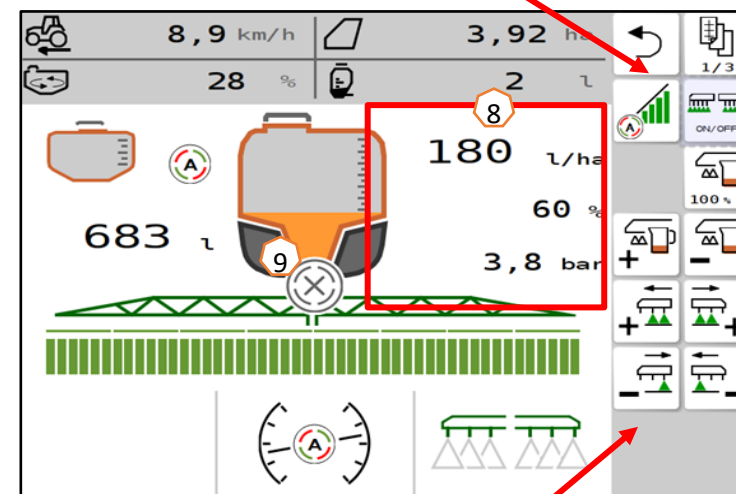 8,9 km/h 3,92 ha
28 % 2 l
1/3
A
ON/OFF
8
180 l/ha
A
60 %
100 %
683 l
9
3,8 bar
+ -
+ +
- -
A